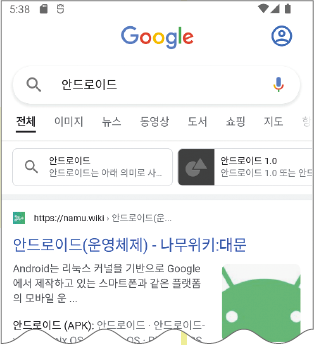 5:38
Google
안드로이드
전체 이미지 뉴스 동영상 도서 쇼핑 지도
안드로이드
안드로이드는 아래 의미로 사...
안드로이드 1.0
안드로이드 1.0 또는 안드
https://namu.wiki › 안드로이드(운...
안드로이드(운영체제) - 나무위키:대문
Android는 리눅스 커널를 기반으로 Google
에서 제작하고 있는 스마트폰과 같은 플랫폼
의 모바일 운 ...
안드로이드 (APK): 안드로이드 · 안드로이드-